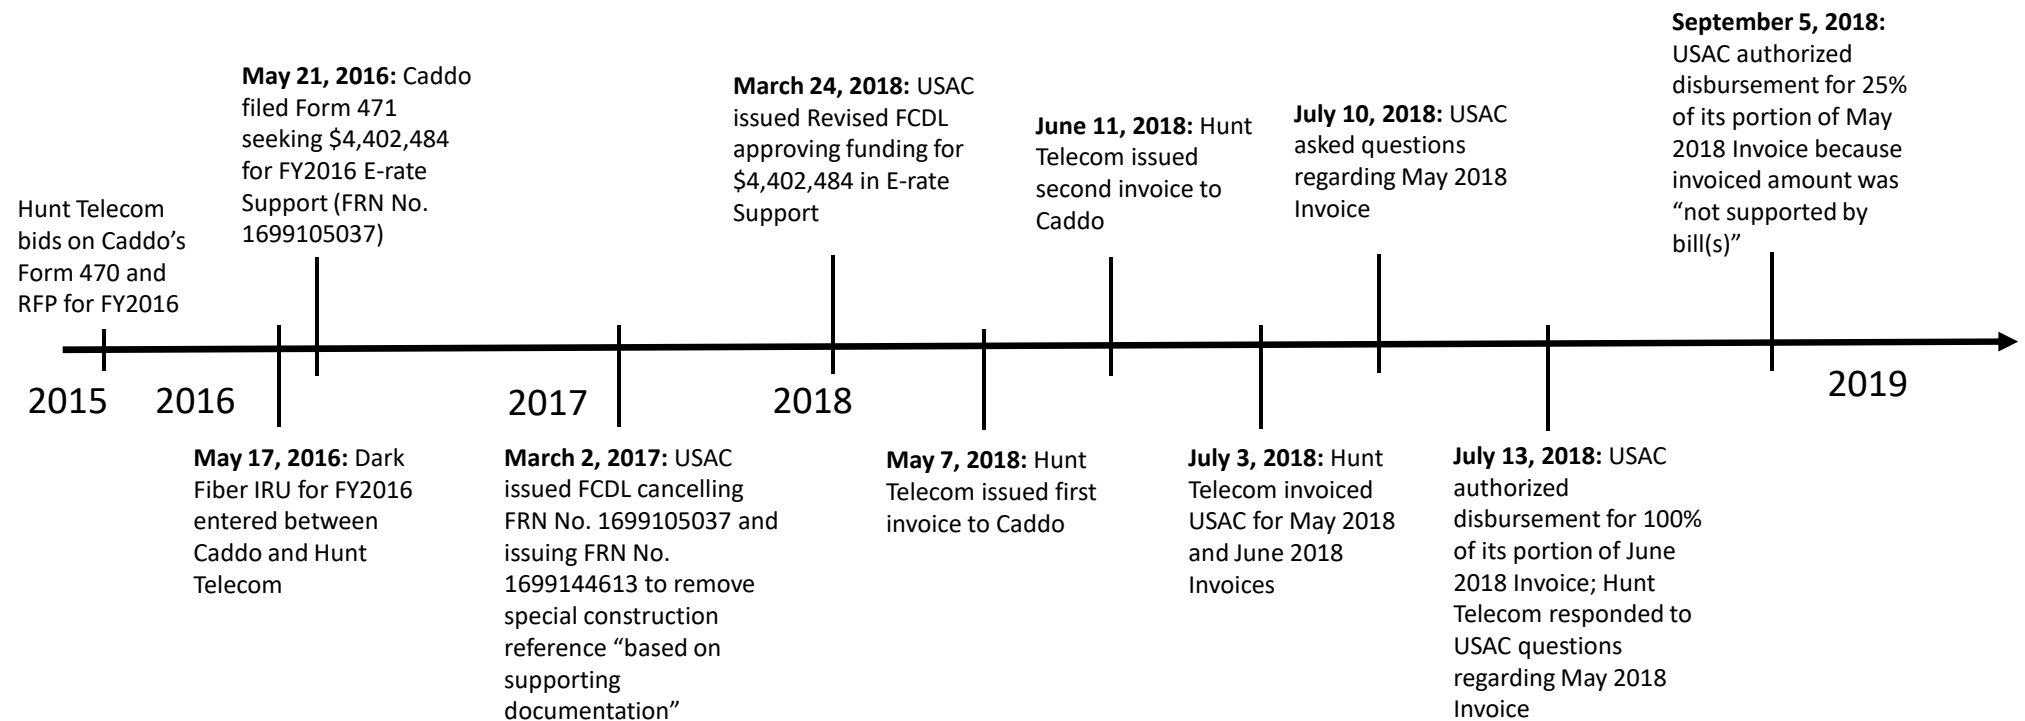 Hunt Telecom
bids on Caddo’s
Form 470 and
RFP for FY2016
May 21, 2016: Caddo
filed Form 471
seeking $4,402,484
for FY2016 E-rate
Support (FRN No.
1699105037)
March 24, 2018: USAC
issued Revised FCDL
approving funding for
$4,402,484 in E-rate
Support
June 11, 2018: Hunt
Telecom issued
second invoice to
Caddo
July 10, 2018: USAC
asked questions
regarding May 2018
Invoice
September 5, 2018:
USAC authorized
disbursement for 25%
of its portion of May
2018 Invoice because
invoiced amount was
“not supported by
bill(s)”
2015
2016
2017
2018
2019
May 17, 2016: Dark
Fiber IRU for FY2016
entered between
Caddo and Hunt
Telecom
March 2, 2017: USAC
issued FCDL cancelling
FRN No. 1699105037 and
issuing FRN No.
1699144613 to remove
special construction
reference “based on
supporting
documentation”
May 7, 2018: Hunt
Telecom issued first
invoice to Caddo
July 3, 2018: Hunt
Telecom invoiced
USAC for May 2018
and June 2018
Invoices
July 13, 2018: USAC
authorized
disbursement for 100%
of its portion of June
2018 Invoice; Hunt
Telecom responded to
USAC questions
regarding May 2018
Invoice